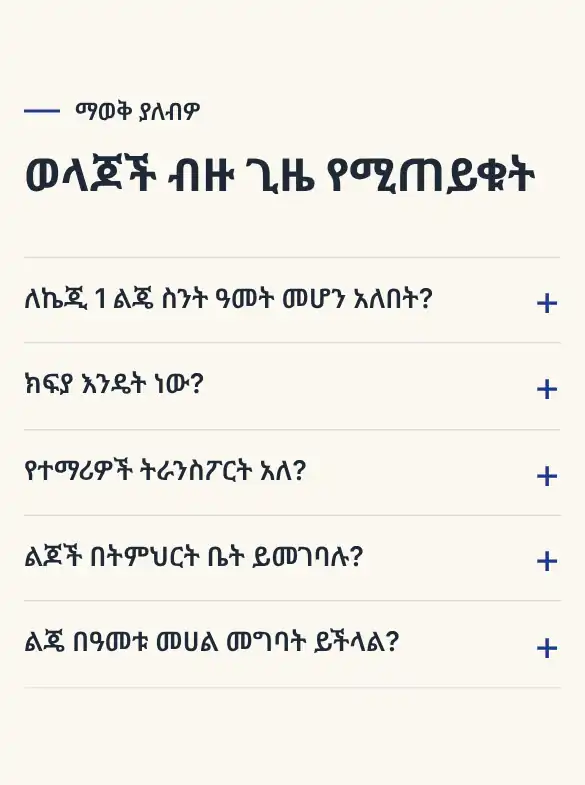 ማወቅ ያለብዎ
ወላጆች ብዙ ጊዜ የሚጠይቁት
ለኬጂ 1 ልጄ ስንት ዓመት መሆን አለበት?
ክፍያ እንዴት ነው?
የተማሪዎች ትራንስፖርት አለ?
ልጆች በትምህርት ቤት ይመገባሉ?
ልጄ በዓመቱ መሀል መግባት ይችላል?